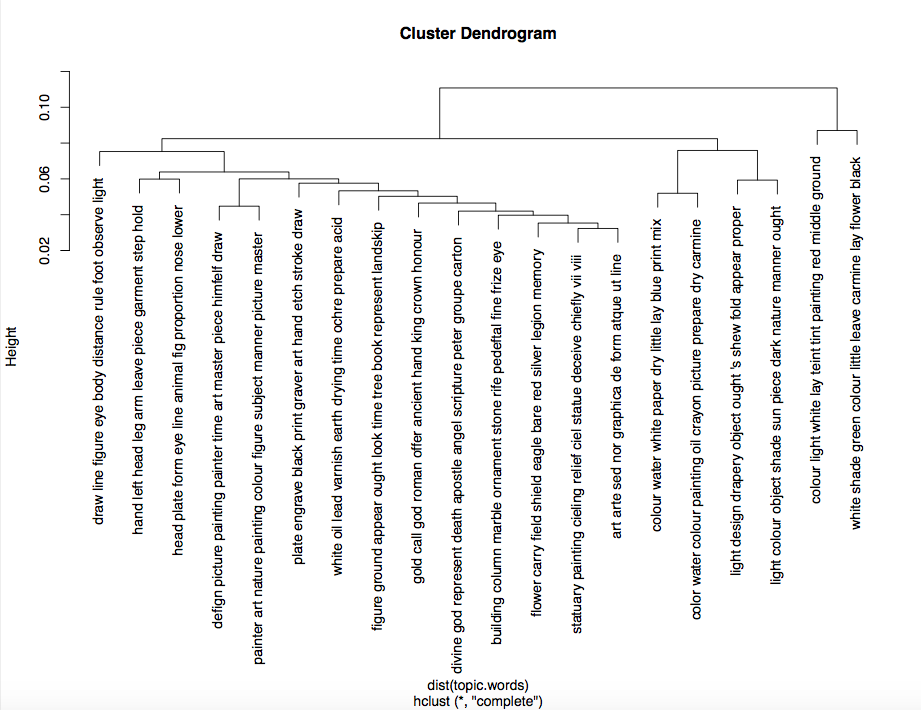 Cluster Dendrogram
0.10
0.06
0.02
Height
draw line figure eye body distance rule foot observe light
hand left head leg arm leave piece garment step hold
head plate form eye line animal fig proportion nose lower
defign picture painting painter time art master piece himfelf draw
painter art nature painting colour figure subject manner picture master
plate engrave black print graver art hand etch stroke draw
white oil lead varnish earth drying time ochre prepare acid
figure ground appear ought look time tree book represent landskip
gold call god roman offer ancient hand king crown honour
divine god represent death apostle angel scripture peter groupe carton
building column marble ornament stone rife pedeftal fine frize eye
flower carry field shield eagle bare red silver legion memory
statuary painting cieling relief ciel statue deceive chiefly vii viii
art arte sed nor graphica de form atque ut line
colour water white paper dry little lay blue print mix
color water colour painting oil crayon picture prepare dry carmine
light design drapery object ought 's shew fold appear proper
light colour object shade sun piece dark nature manner ought
colour light white lay teint tint painting red middle ground
white shade green colour little leave carmine lay flower black
dist(topic.words)
hclust (*, "complete")